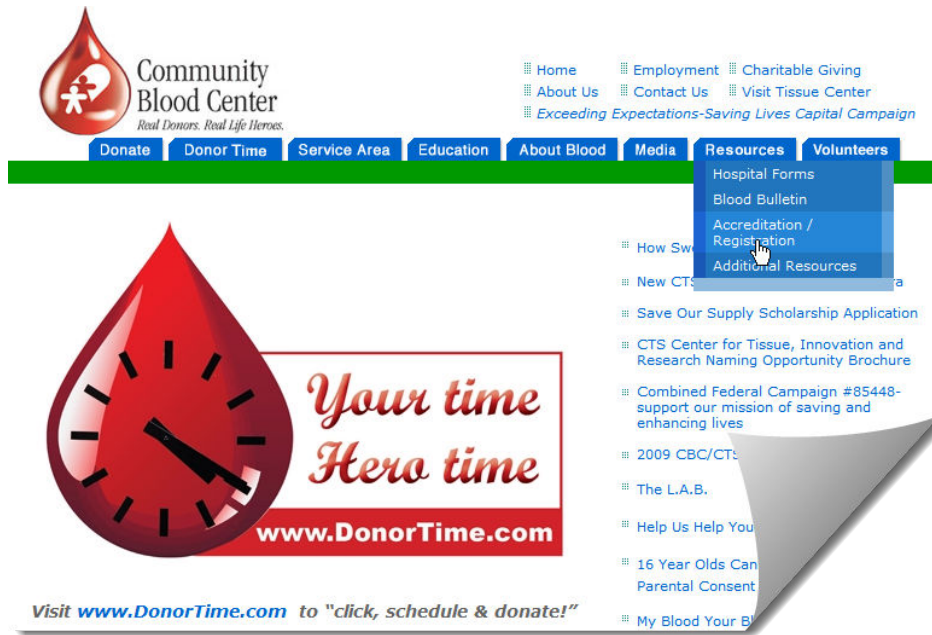 Community
Blood Center
Real Donors. Real Life Heroes.
Home Employment Charitable Giving
About Us Contact Us Visit Tissue Center
Exceeding Expectations-Saving Lives Capital Campaign
Donate Donor Time Service Area Education About Blood Media Resources Volunteers
Hospital Forms
Blood Bulletin
Accreditation /
Registration
Additional Resources
Your time
Hero time
www.DonorTime.com
Visit www.DonorTime.com to “click, schedule & donate!”
How
New CTS
Save Our Supply Scholarship Application
CTS Center for Tissue, Innovation and
Research Naming Opportunity Brochure
Combined Federal Campaign #85448-
support our mission of saving and
enhancing lives
2009 CBC/CTS
The L.A.B.
Help Us Help You
16 Year Olds Can
Parental Consent
My Blood Your